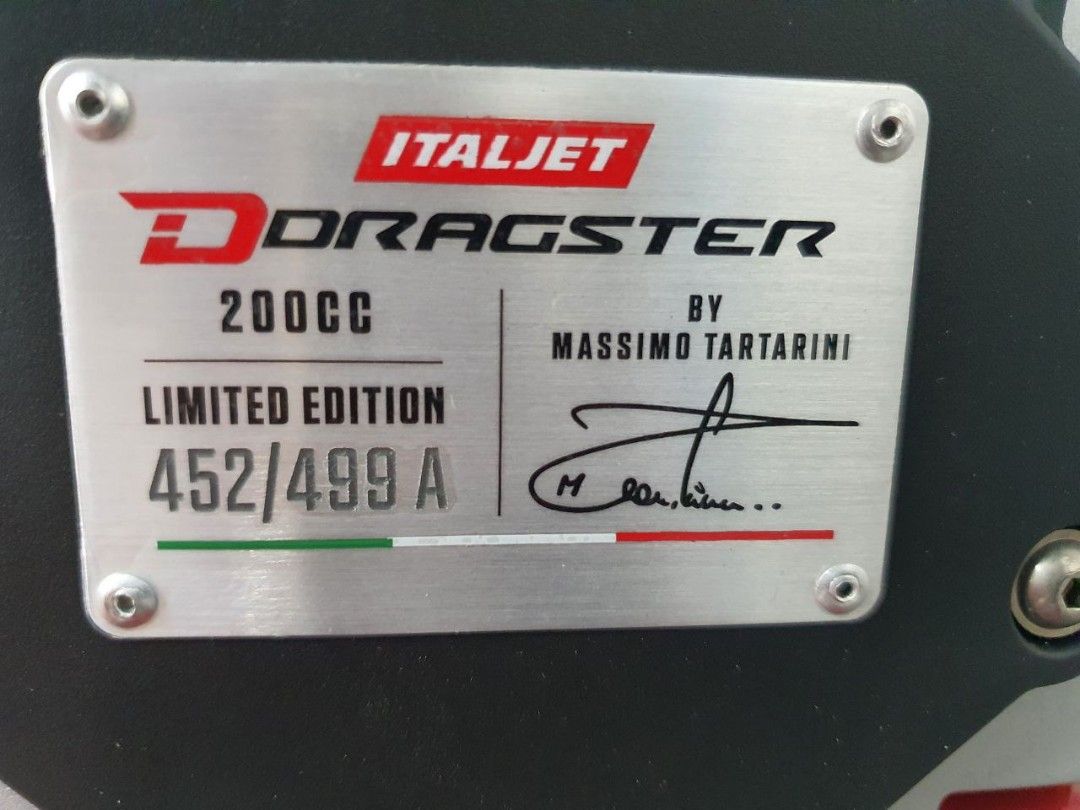 ITALJET
D DRAGSTER
200CC
LIMITED EDITION
452/499 A
BY
MASSIMO TARTARINI